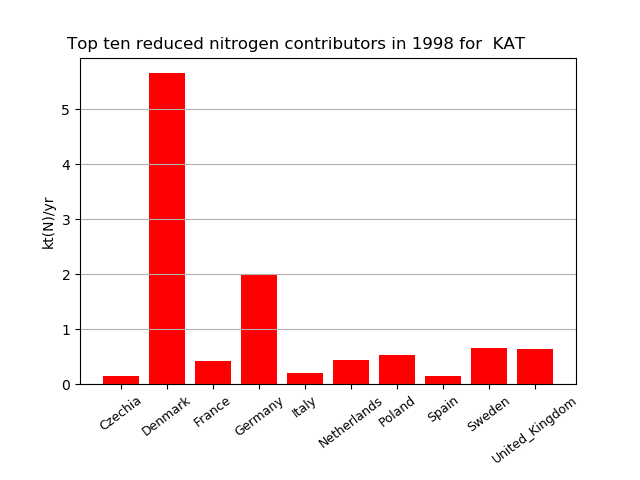 Top ten reduced nitrogen contributors in 1998 for  KAT
kt(N)/yr
5
4
3
2
1
0
Czechia
Denmark
France
Germany
Italy
Netherlands
Poland
Spain
Sweden
United_Kingdom